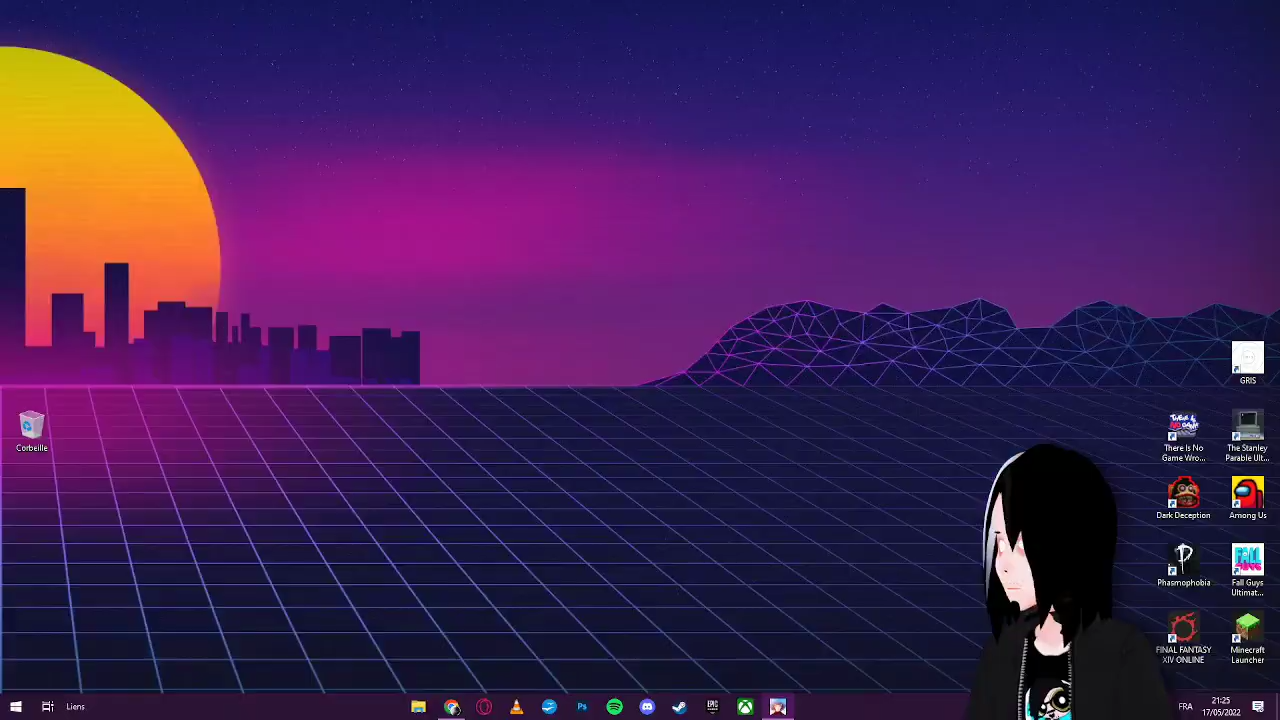 GRIS
Corbeille
There Is No
Game Wro...
The Stanley
Parable Ult...
Dark Deception
Among Us
Phasmophobia
Fall Guys
Ultimat...
FINAL FANTASY
XIV ONLINE
Minecraft
Launcher
Liens
FRA
21:25
17/05/2022